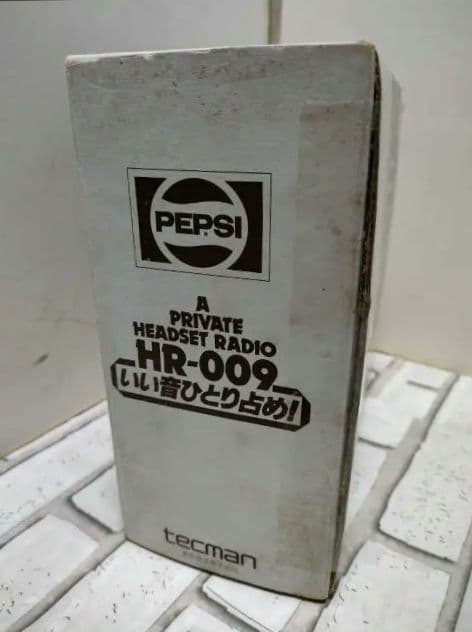 PEPSI
A
PRIVATE
HEADSET RADIO
HR-009
いい音ひとり占め!
tecman